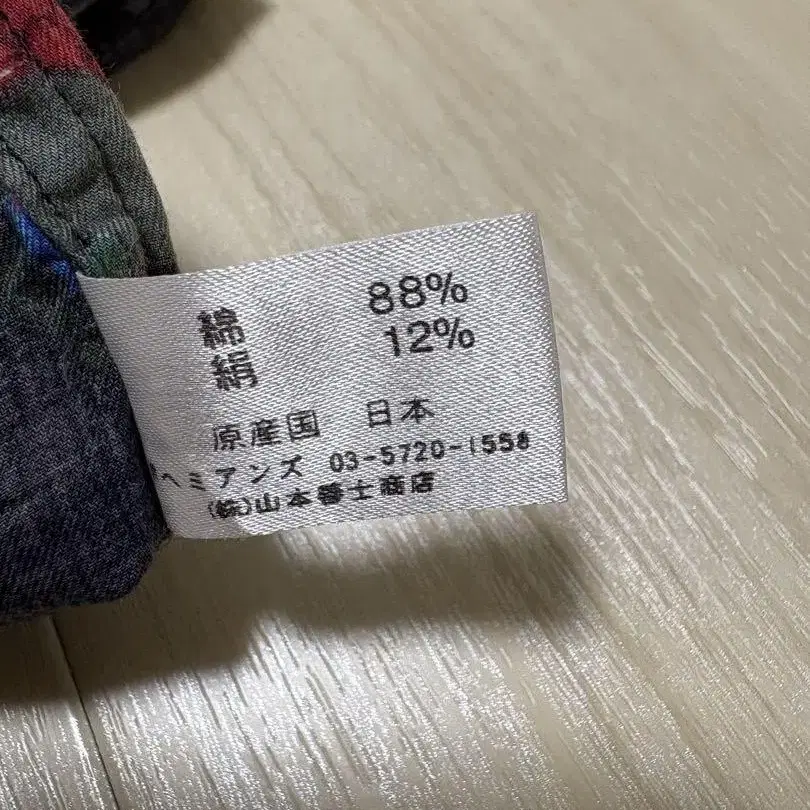 綿 88%
絹 12%
原産国 日本
ヘミアンズ 03-5720-1558
(株)山本善士商店